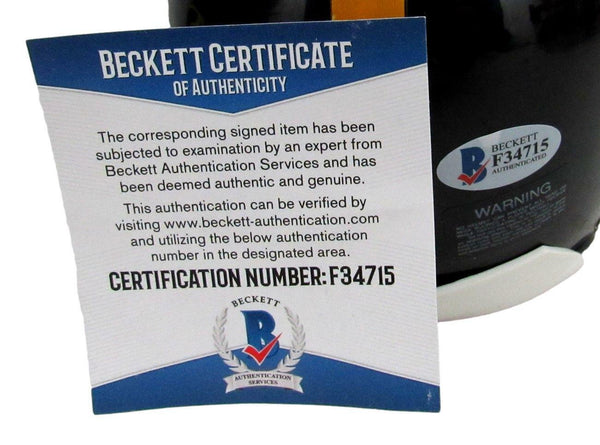 BECKETT CERTIFICATE
OF AUTHENTICITY
The corresponding signed item has been
subjected to examination by an expert from
Beckett Authentication Services and has
been deemed authentic and genuine.
This authentication can be verified by
visiting www.beckett-authentication.com
and utilizing the below authentication
number in the designated area.
CERTIFICATION NUMBER: F34715
BECKETT
B
AUTHENTICATION
SERVICES
B
BECKETT
F34715
AUTHENTICATED
WARNING